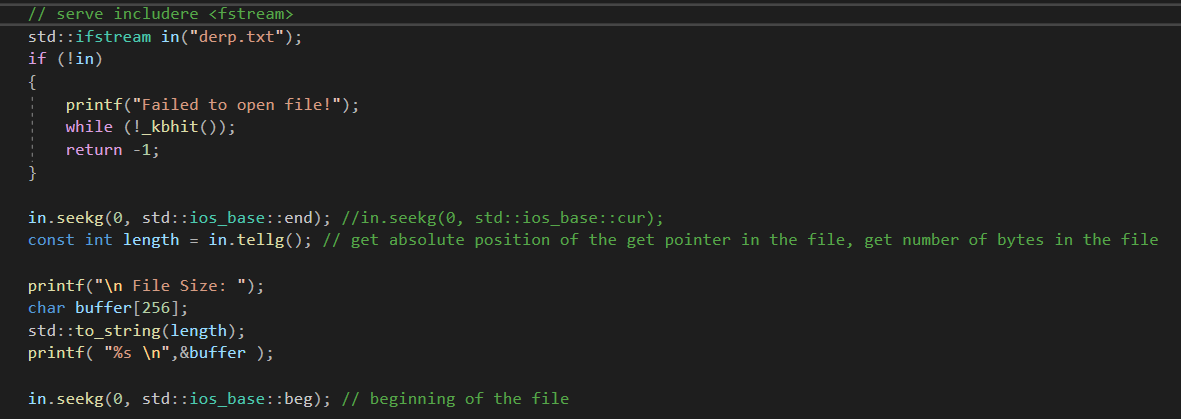 // serve includere <fstream>
std::ifstream in("derp.txt");
if (!in)
{
printf("Failed to open file!");
while (!_kbhit());
return -1;
}
in.seekg(0, std::ios_base::end); //in.seekg(0, std::ios_base::cur);
const int length = in.tellg(); // get absolute position of the get pointer in the file, get number of bytes in the file
printf("\n File Size: ");
char buffer[256];
std::to_string(length);
printf( "%s \n",&buffer );
in.seekg(0, std::ios_base::beg); // beginning of the file